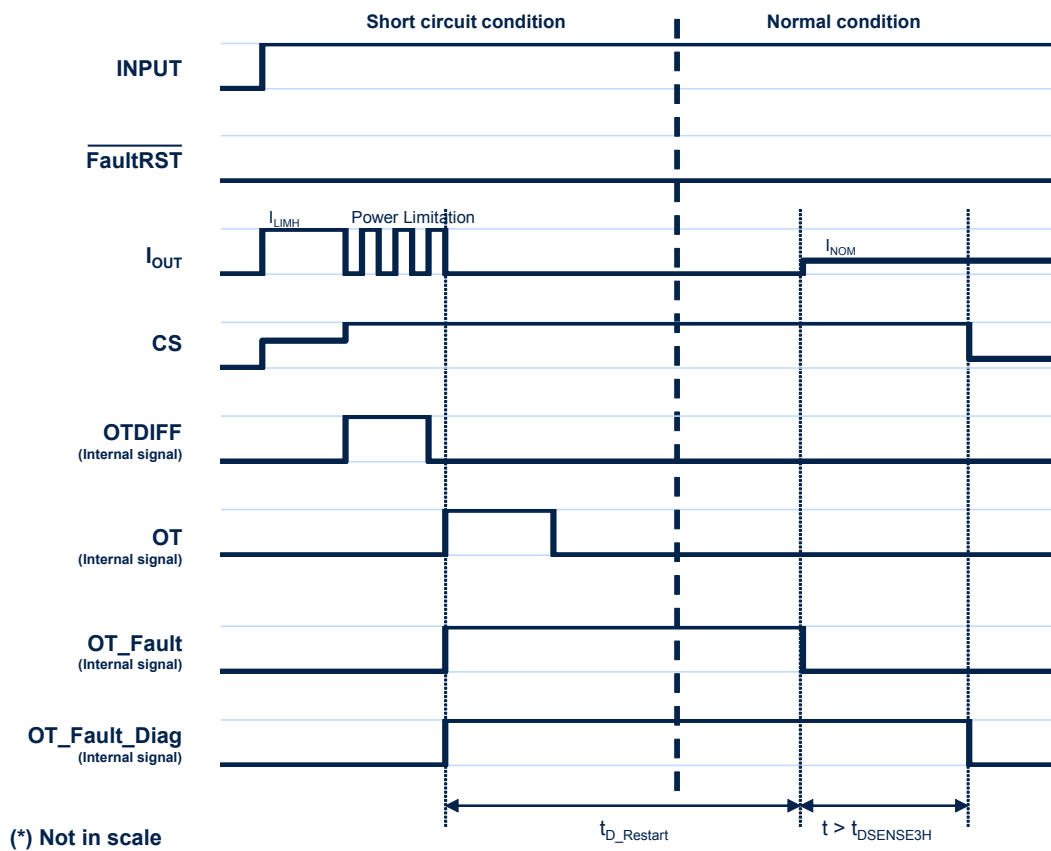 Short circuit condition
Normal condition
INPUT
FaultRST
I_LIMH
Power Limitation
I_OUT
I_NOM
CS
OTDIFF
(Internal signal)
OT
(Internal signal)
OT_Fault
(Internal signal)
OT_Fault_Diag
(Internal signal)
t_D_Restart
t > t_DSENSE3H
(*) Not in scale